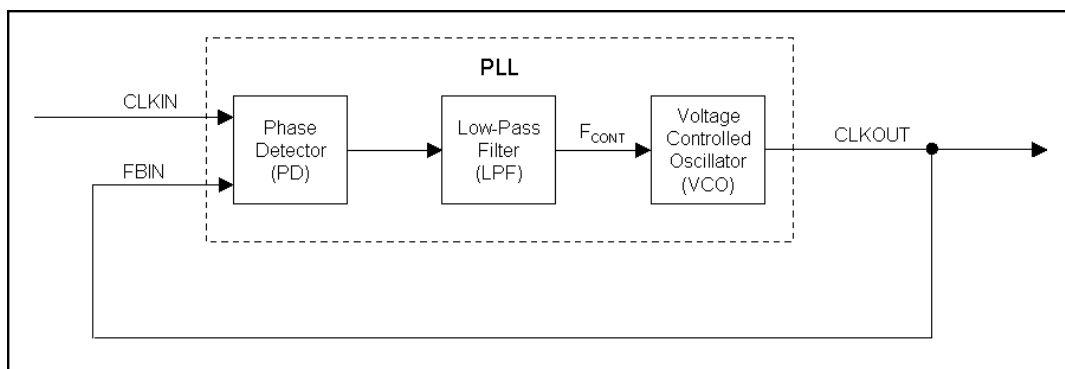 PLL
CLKIN
Phase
Detector
(PD)
Low-Pass
Filter
(LPF)
FCONT
Voltage
Controlled
Oscillator
(VCO)
CLKOUT
FBIN